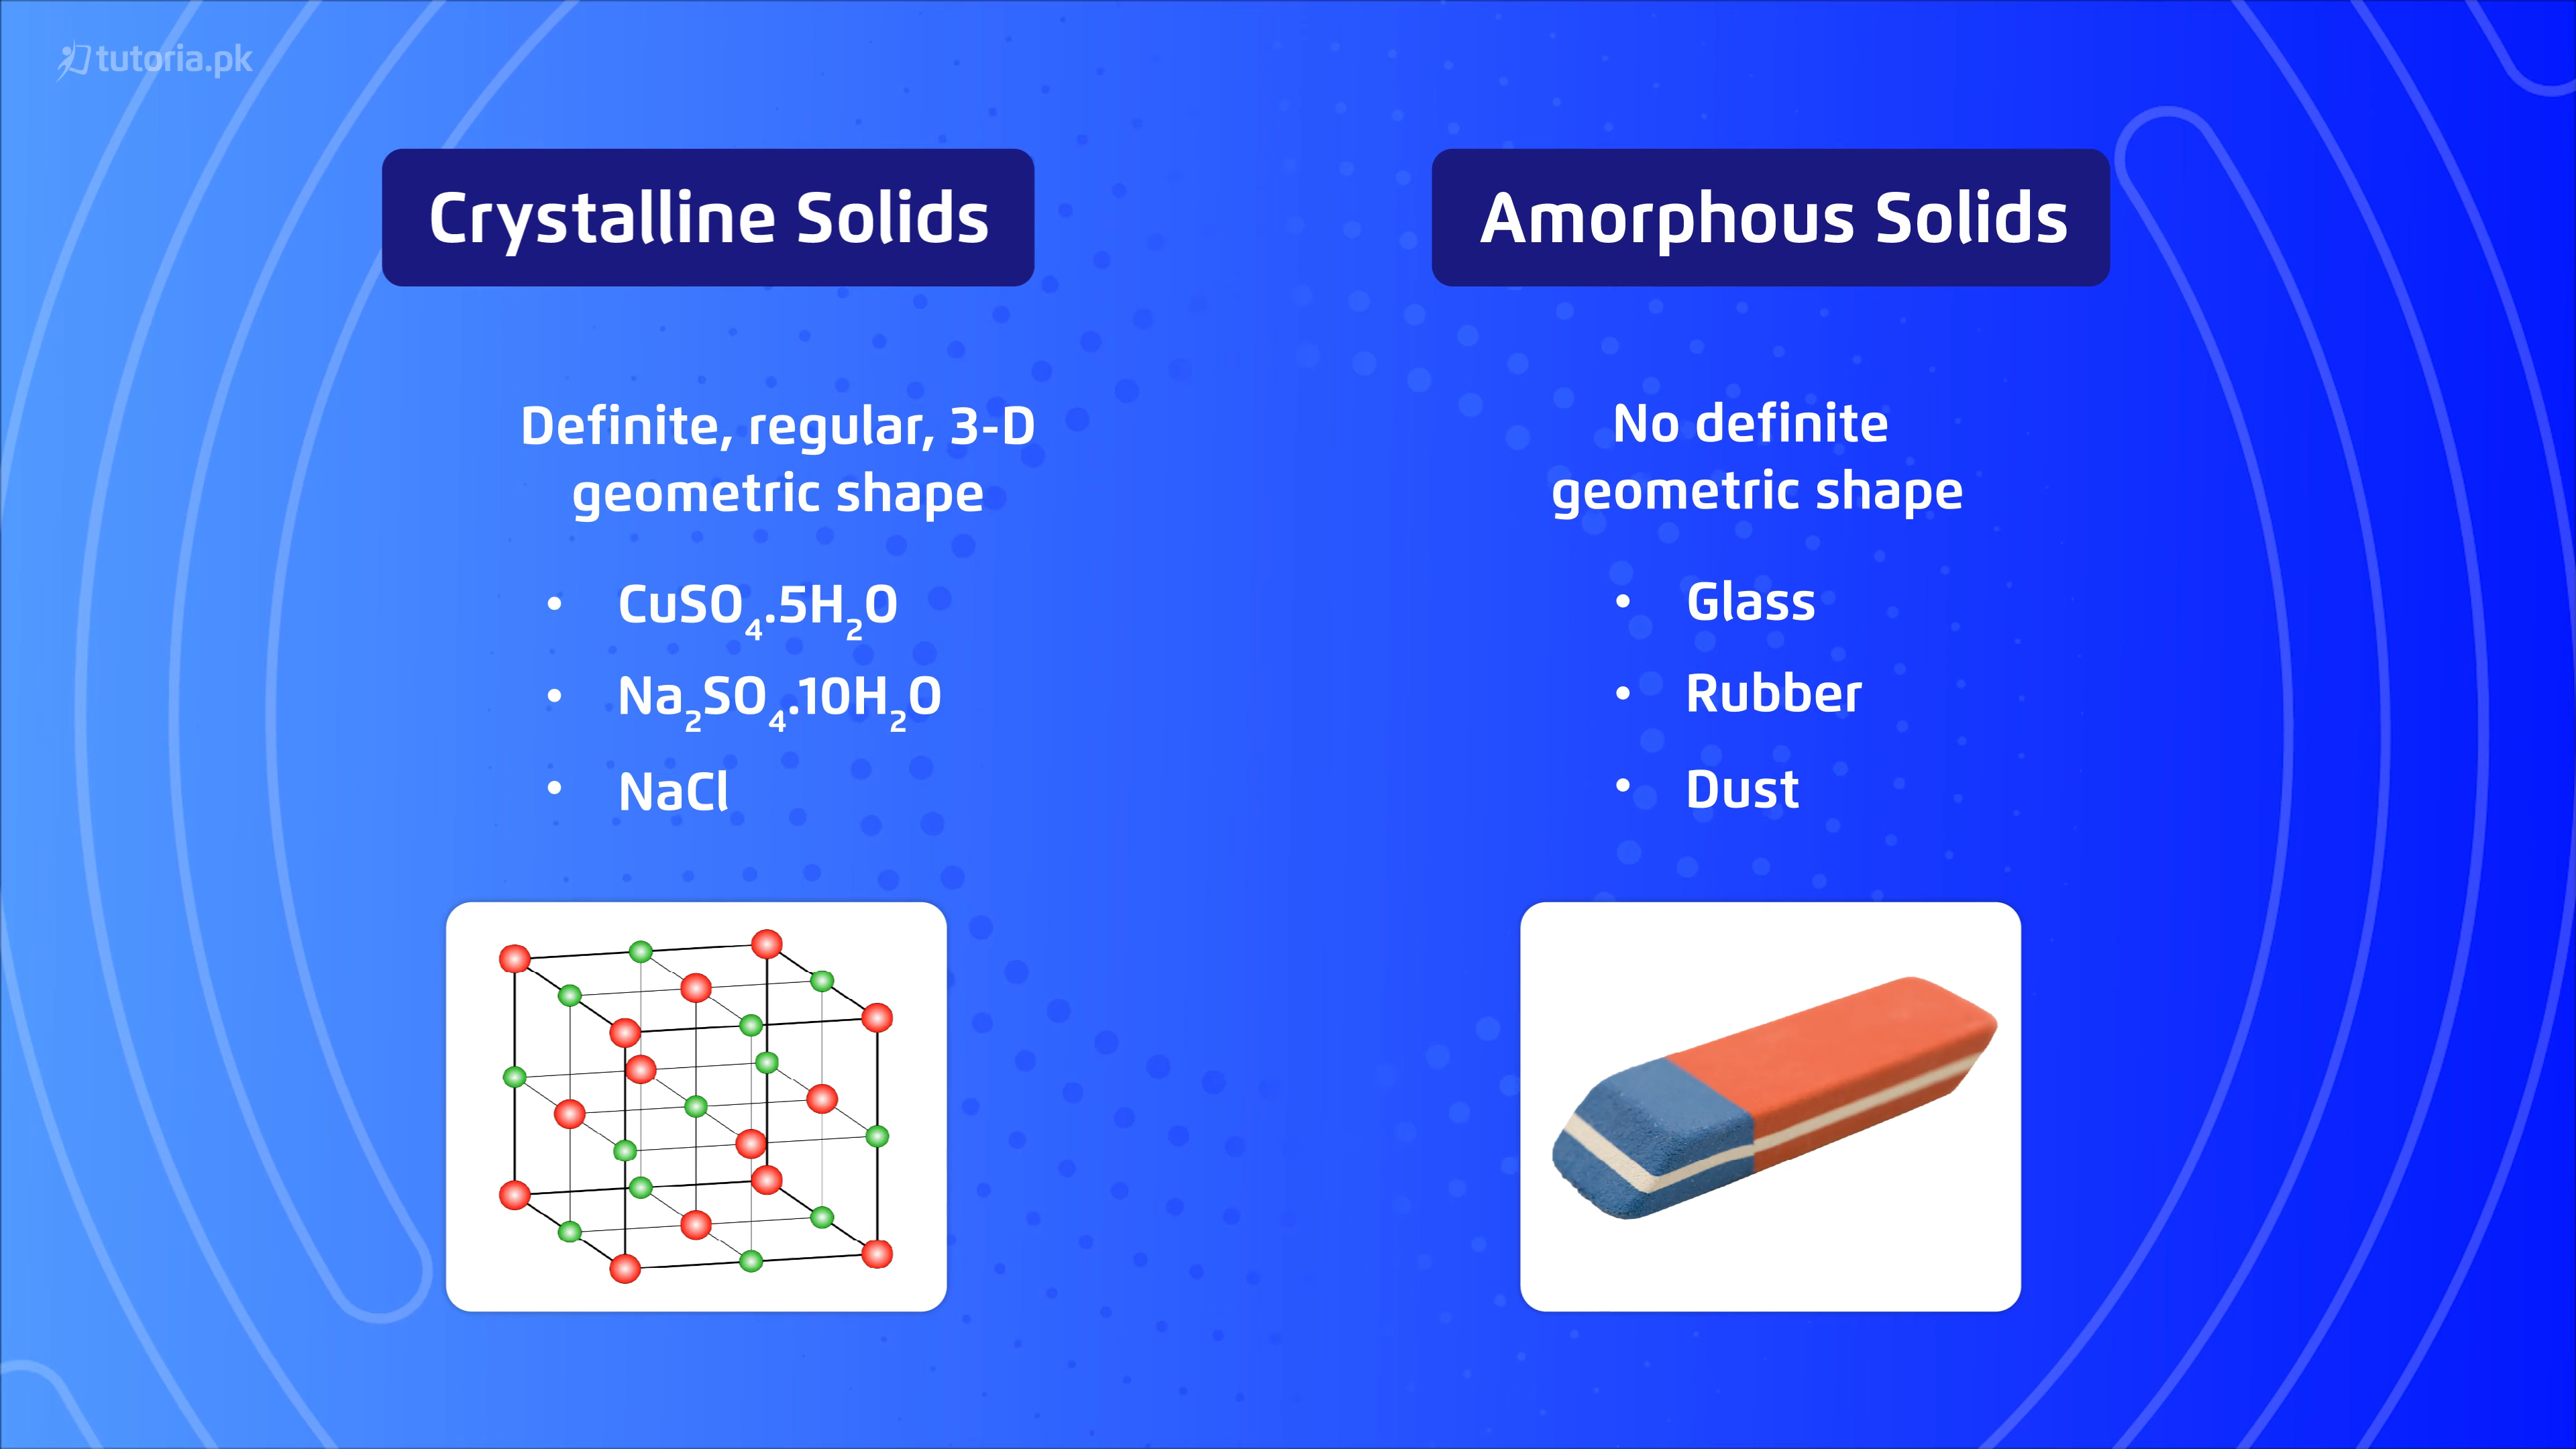 tutoria.pk
Crystalline Solids
Definite, regular, 3-D
geometric shape
• CuSO₄.5H₂O
• Na₂SO₄.10H₂O
• NaCl
Amorphous Solids
No definite
geometric shape
• Glass
• Rubber
• Dust